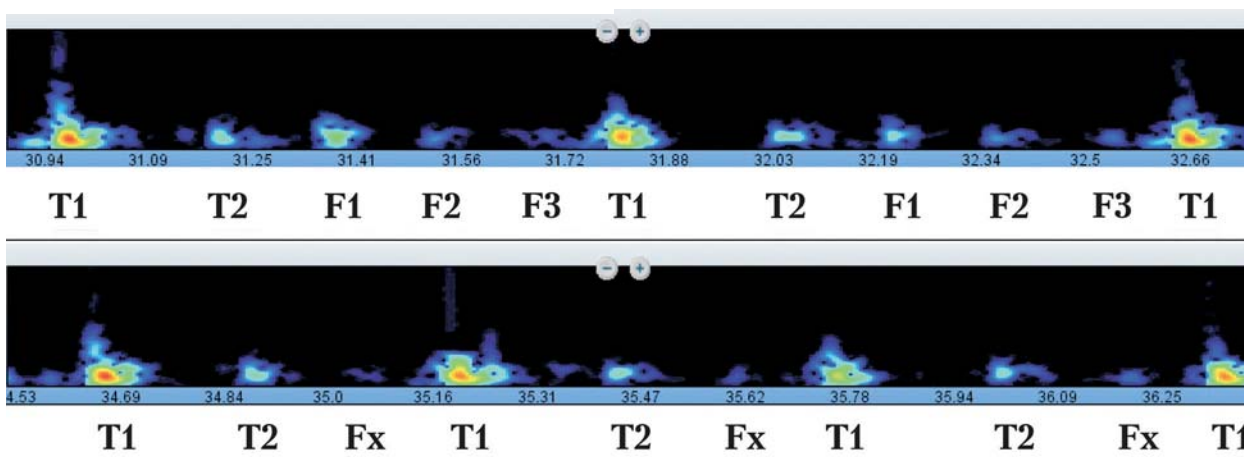 − +
30.94 31.09 31.25 31.41 31.56 31.72 31.88 32.03 32.19 32.34 32.5 32.66
T1 T2 F1 F2 F3 T1 T2 F1 F2 F3 T1
− +
4.53 34.69 34.84 35.0 35.16 35.31 35.47 35.62 35.78 35.94 36.09 36.25
T1 T2 Fx T1 T2 Fx T1 T2 Fx T1